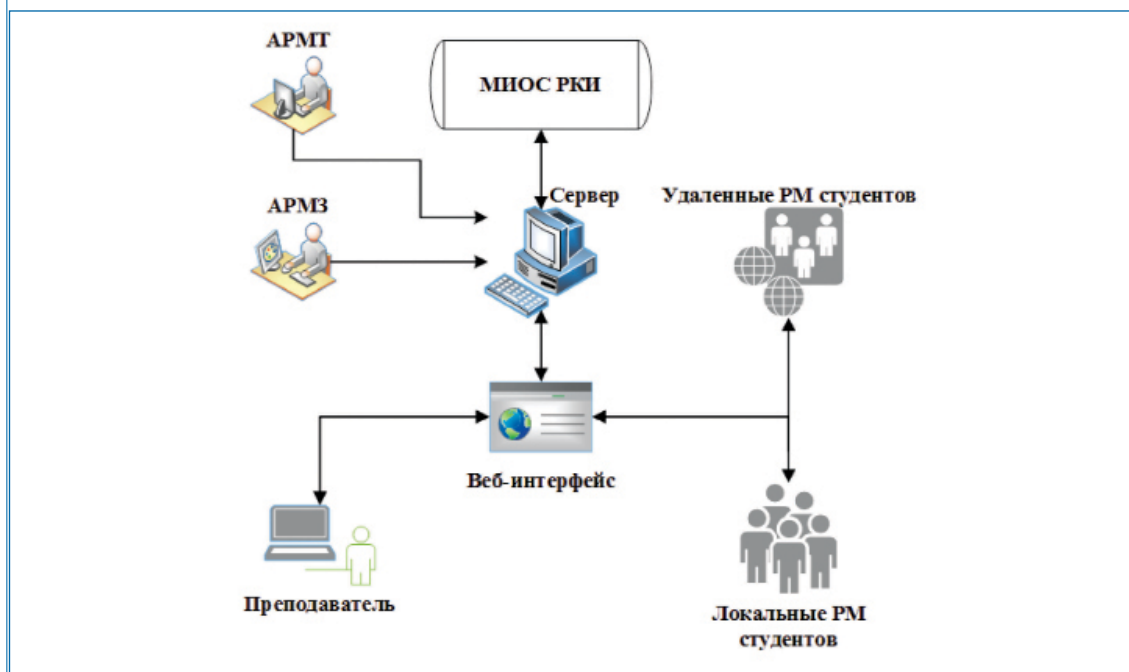 АРМТ
МИОС РКИ
АРМЗ
Сервер
Удаленные РМ студентов
Веб-интерфейс
Преподаватель
Локальные РМ
студентов